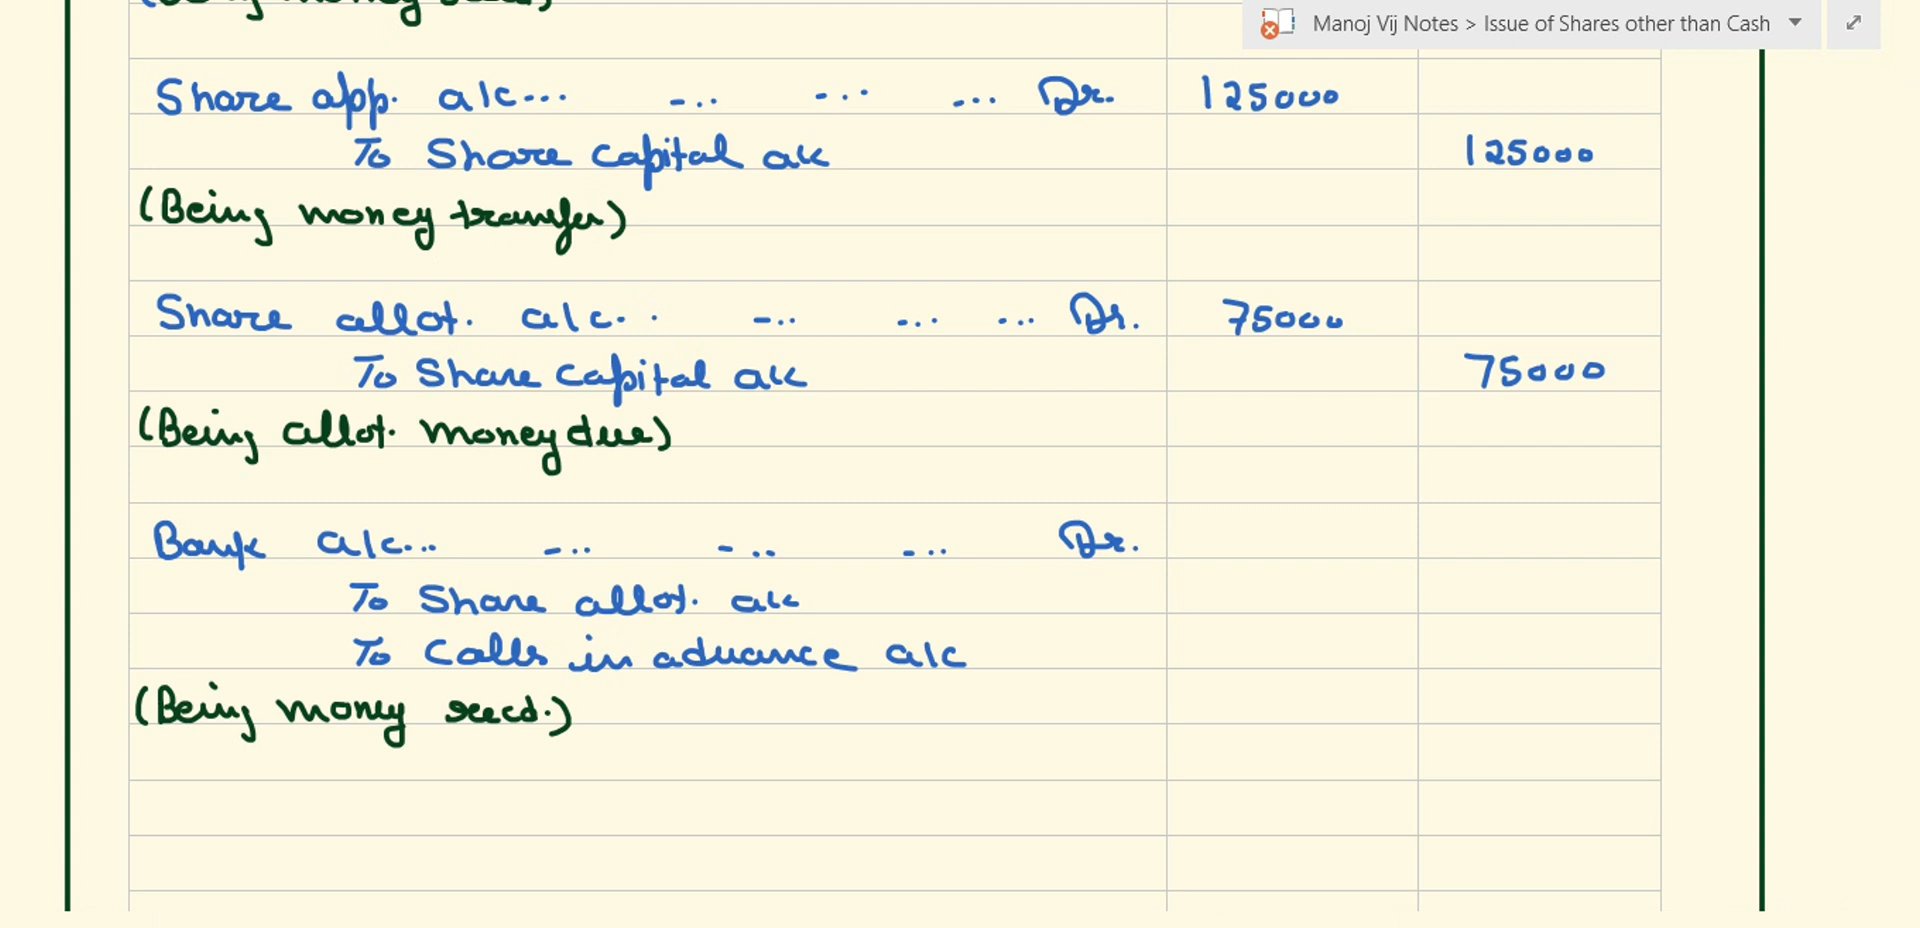 Manoj Vij Notes > Issue of Shares other than Cash
Share app. a/c... ... ... ... Dr. 125000
To Share capital a/c 125000
(Being money transfer)
Share allot. a/c.. ... ... ... Dr. 75000
To Share capital a/c 75000
(Being allot. money due)
Bank a/c... ... ... ... Dr.
To Share allot. a/c
To Calls in advance a/c
(Being money recd.)